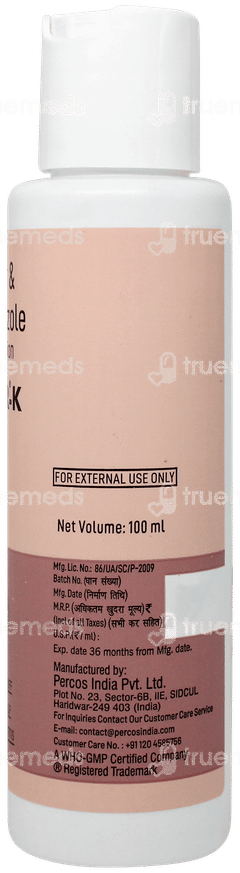 &
zole
-K
FOR EXTERNAL USE ONLY
Net Volume: 100 ml
Mfg. Lic. No.: 86/UA/SC/P-2009
Batch No. (घान संख्या)
Mfg. Date (निर्माण तिथि)
M.R.P. (अधिकतम खुदरा मूल्य) ₹
(Incl of all Taxes) (सभी कर सहित)
U.S.P.(₹/ml):
Exp. date 36 months from Mfg. date.
Manufactured by:
Percos India Pvt. Ltd.
Plot No. 23, Sector-6B, IIE, SIDCUL
Haridwar-249 403 (India)
For Inquiries Contact Our Customer Care Service
E-mail: contact@percosindia.com
Customer Care No.: +91 120 4585756
A WHO-GMP Certified Company
® Registered Trademark
truemeds